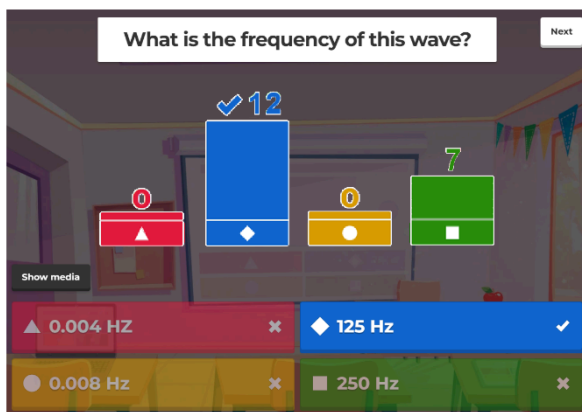 What is the frequency of this wave?
Next
12
0
0
7
Show media
0.004 HZ
125 Hz
0.008 Hz
250 Hz